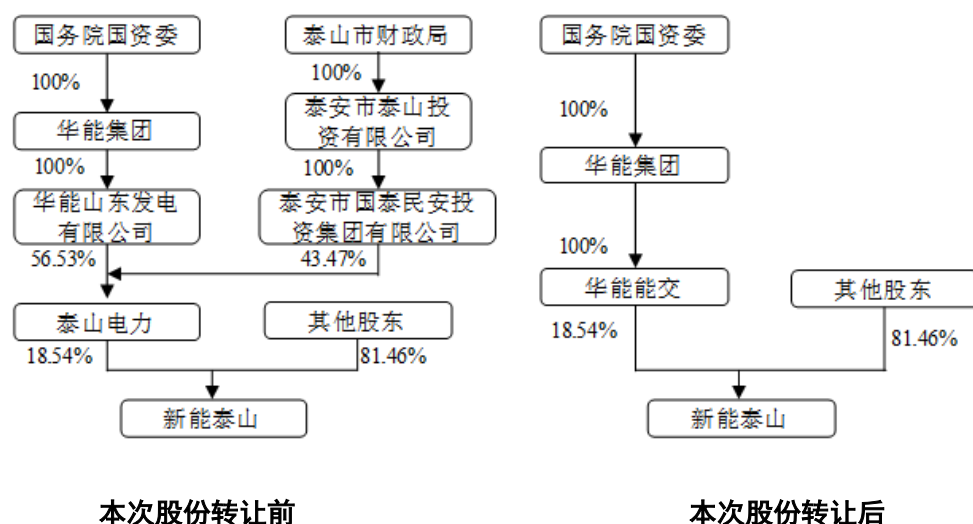 国务院国资委
100%
华能集团
100%
华能山东发电
有限公司
56.53%
泰山市财政局
100%
泰安市泰山投
资有限公司
100%
泰安市国泰民安投
资集团有限公司
43.47%
泰山电力
18.54%
其他股东
81.46%
新能泰山
本次股份转让前
国务院国资委
100%
华能集团
100%
华能能交
18.54%
其他股东
81.46%
新能泰山
本次股份转让后